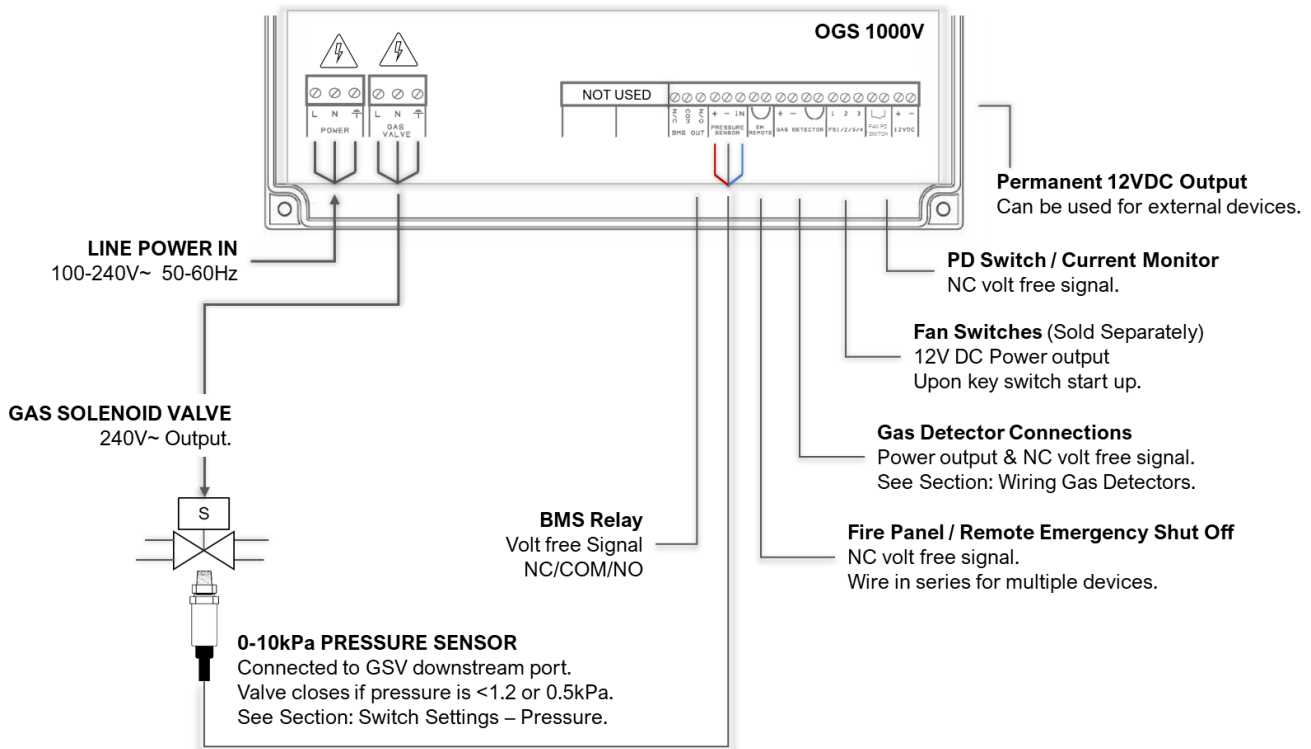 OGS 1000V
NOT USED
L N
POWER
L N
GAS
VALVE
N/C COM N/O
BMS OUT
+ - IN
PRESSURE
SENSOR
EM
REMOTE
+ -
GAS DETECTOR
1 2 3
PS1/2/3/4
FAN PD
SWITCH
+ -
12VDC
Permanent 12VDC Output
Can be used for external devices.
LINE POWER IN
100-240V~ 50-60Hz
PD Switch / Current Monitor
NC volt free signal.
Fan Switches (Sold Separately)
12V DC Power output
Upon key switch start up.
GAS SOLENOID VALVE
240V~ Output.
Gas Detector Connections
Power output & NC volt free signal.
See Section: Wiring Gas Detectors.
S
BMS Relay
Volt free Signal
NC/COM/NO
Fire Panel / Remote Emergency Shut Off
NC volt free signal.
Wire in series for multiple devices.
0-10kPa PRESSURE SENSOR
Connected to GSV downstream port.
Valve closes if pressure is <1.2 or 0.5kPa.
See Section: Switch Settings – Pressure.